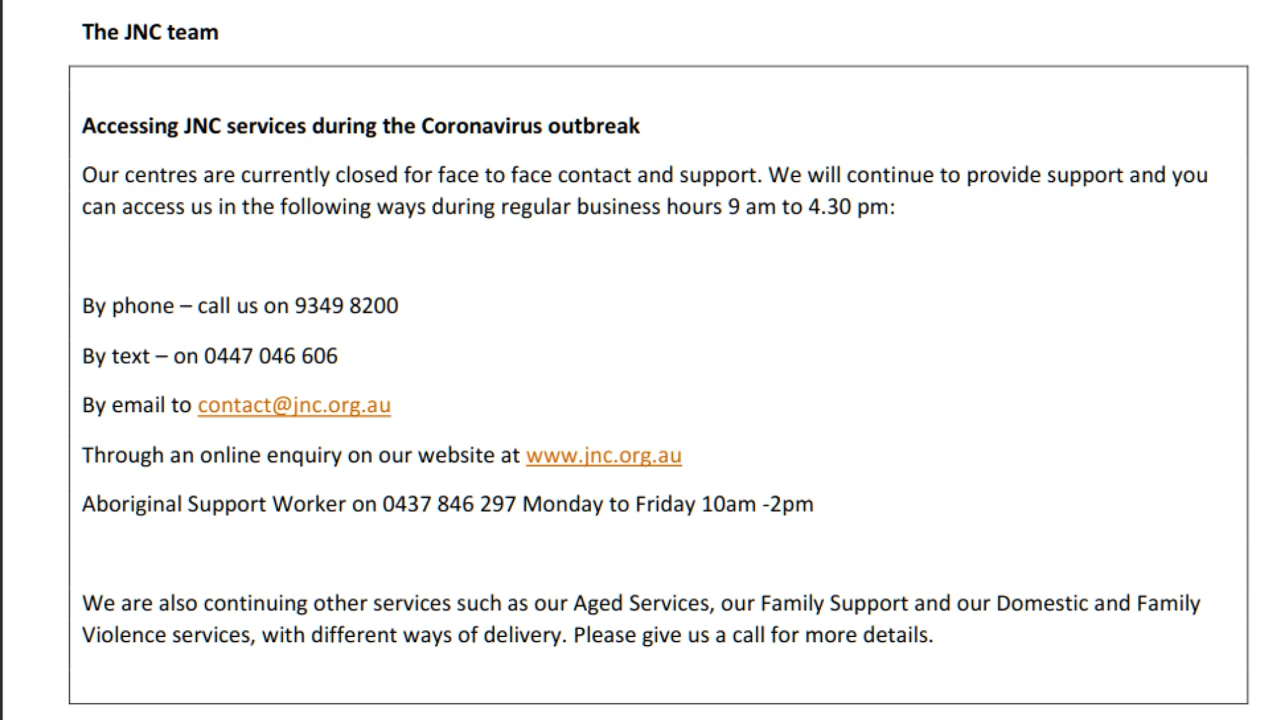 The JNC team
Accessing JNC services during the Coronavirus outbreak
Our centres are currently closed for face to face contact and support. We will continue to provide support and you
can access us in the following ways during regular business hours 9 am to 4.30 pm:
By phone – call us on 9349 8200
By text – on 0447 046 606
By email to contact@jnc.org.au
Through an online enquiry on our website at www.jnc.org.au
Aboriginal Support Worker on 0437 846 297 Monday to Friday 10am -2pm
We are also continuing other services such as our Aged Services, our Family Support and our Domestic and Family
Violence services, with different ways of delivery. Please give us a call for more details.